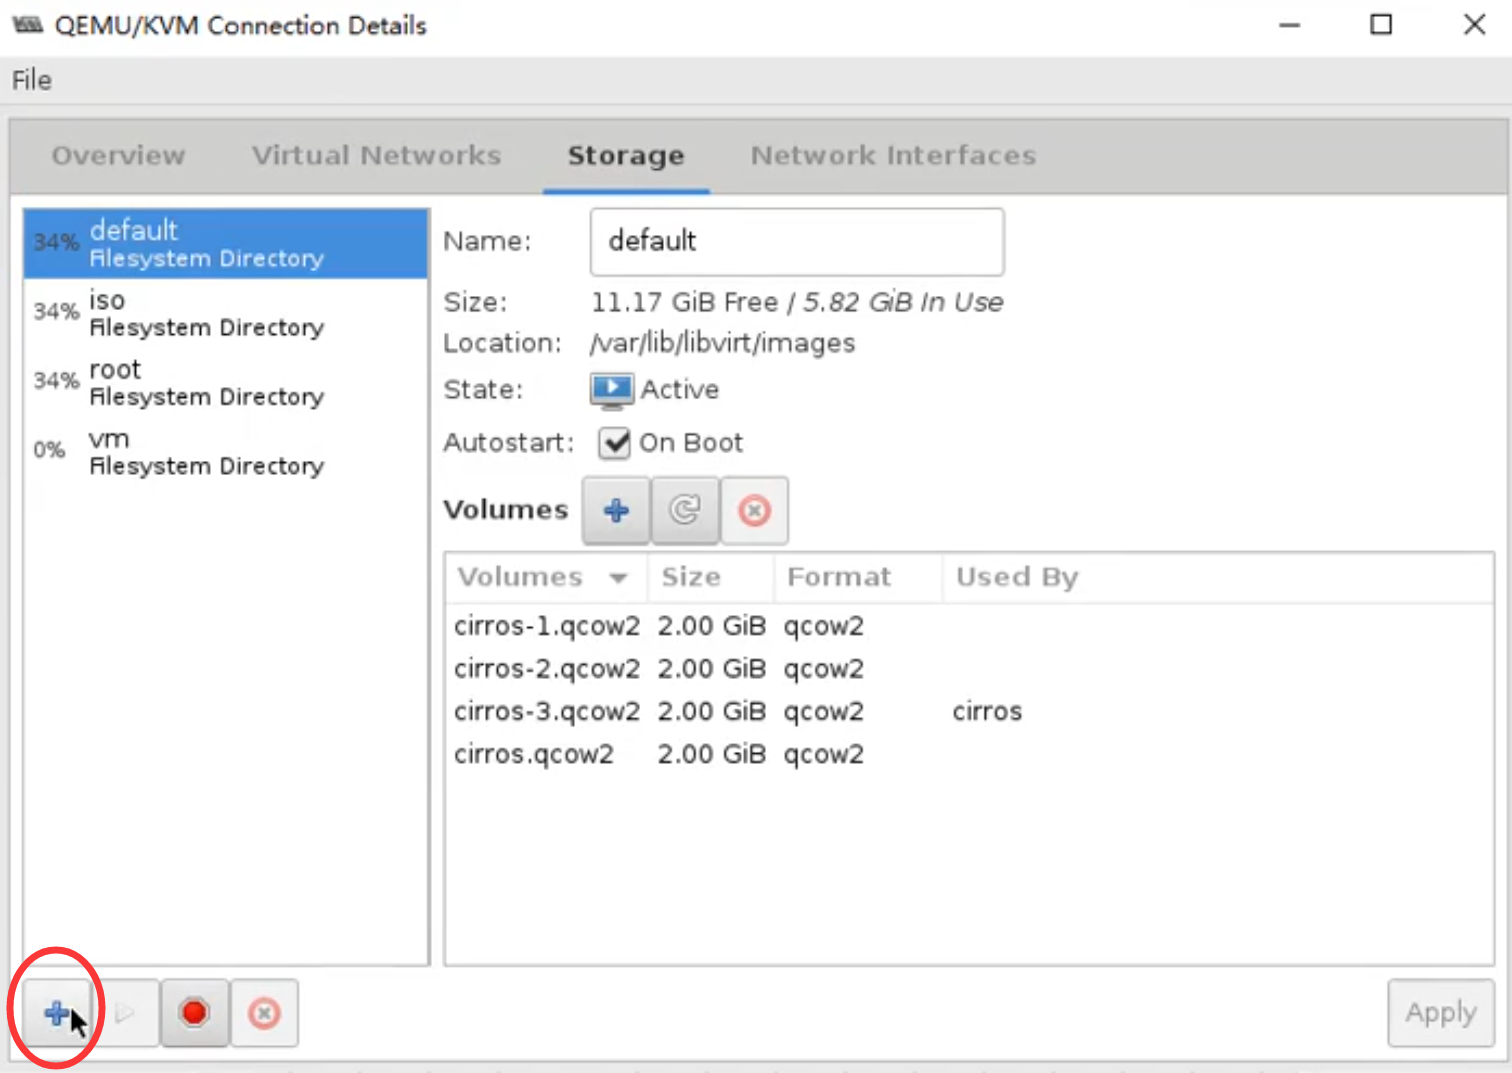 QEMU/KVM Connection Details
File
Overview Virtual Networks Storage Network Interfaces
34% default
Filesystem Directory
34% iso
Filesystem Directory
34% root
Filesystem Directory
0% vm
Filesystem Directory
Name: default
Size: 11.17 GiB Free / 5.82 GiB In Use
Location: /var/lib/libvirt/images
State: Active
Autostart: On Boot
Volumes
Volumes Size Format Used By
cirros-1.qcow2 2.00 GiB qcow2
cirros-2.qcow2 2.00 GiB qcow2
cirros-3.qcow2 2.00 GiB qcow2 cirros
cirros.qcow2 2.00 GiB qcow2
Apply